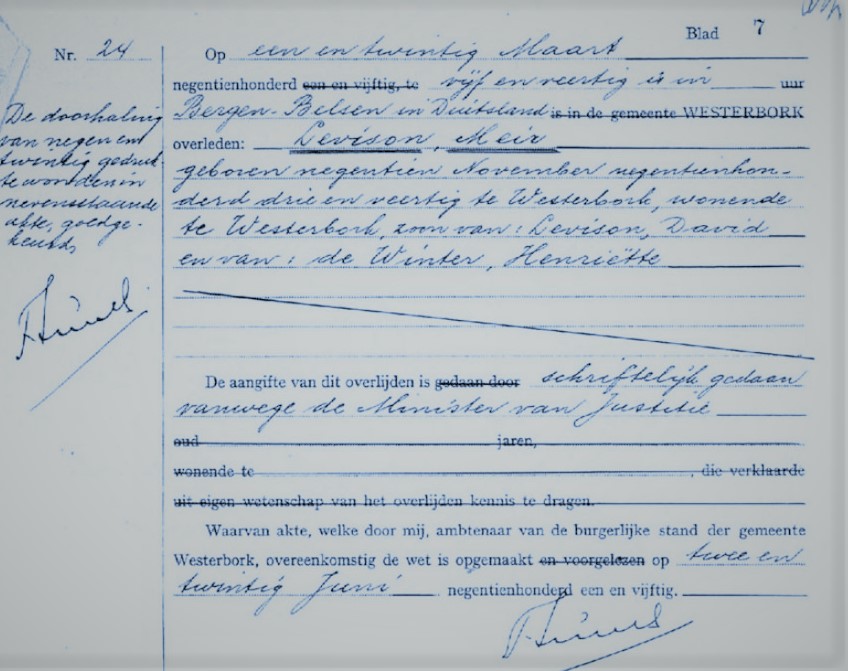 Blad 7
Nr. 24
Op een en twintig Maart
negentienhonderd een en vijftig, te vijf en veertig is in uur
Bergen-Belsen in Duitsland is in de gemeente WESTERBORK
overleden: Levison, Meir
geboren negentien November negentienhon-
derd drie en veertig te Westerbork, wonende
te Westerbork, zoon van: Levison, David
en van: de Winter, Henriëtte
De doorhaling
van negen en
twintig gedruk-
te woorden in
nevenstaande
akte, goedge-
keurd,
De aangifte van dit overlijden is gedaan door schriftelijk gedaan
vanwege de Minister van Justitie
oud jaren,
wonende te , die verklaarde
uit eigen wetenschap van het overlijden kennis te dragen.
Waarvan akte, welke door mij, ambtenaar van de burgerlijke stand der gemeente
Westerbork, overeenkomstig de wet is opgemaakt en voorgelezen op twee en
twintig Juni negentienhonderd een en vijftig.